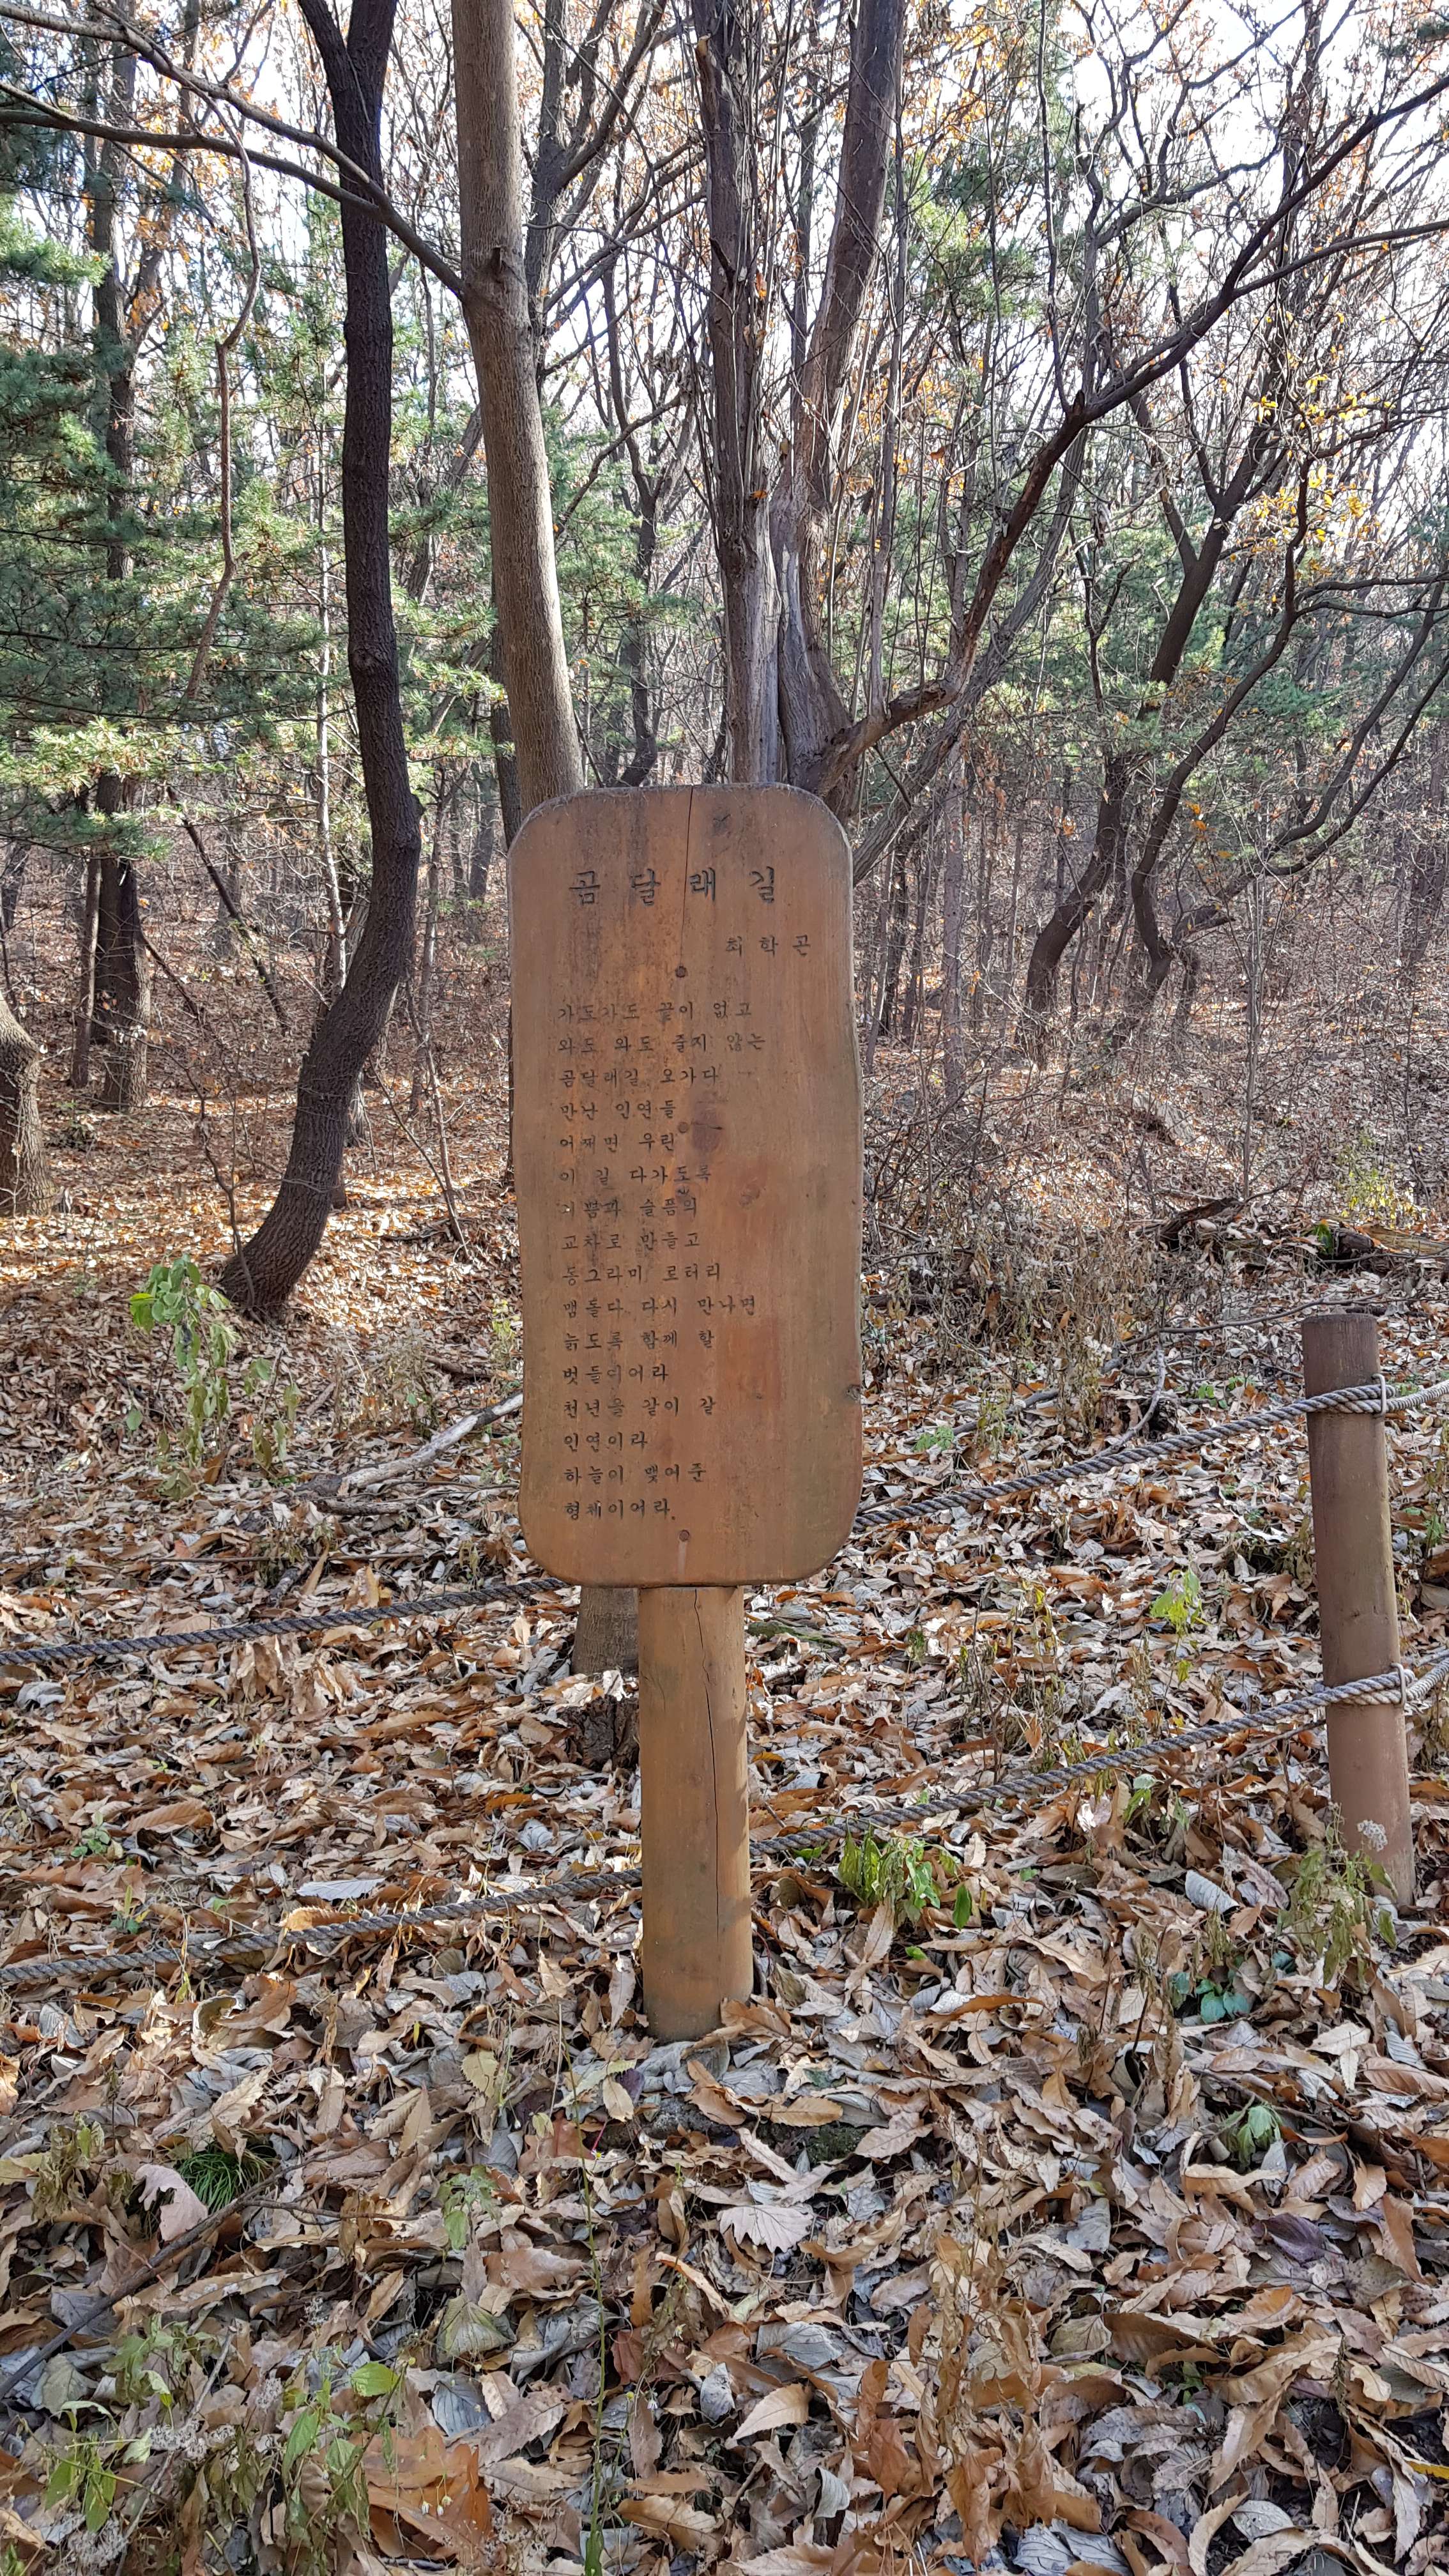 곰달래길
최학곤
가도가도 끝이 없고
와도 와도 줄지 않는
곰달래길 오가다
만난 인연들
어쩌면 우린
이 길 다가도록
기쁨과 슬픔의
교차로 만들고
동그라미 로터리
맴돌다 다시 만나면
늙도록 함께 할
벗들이어라
천년을 같이 갈
인연이라
하늘이 맺어준
형제이어라.